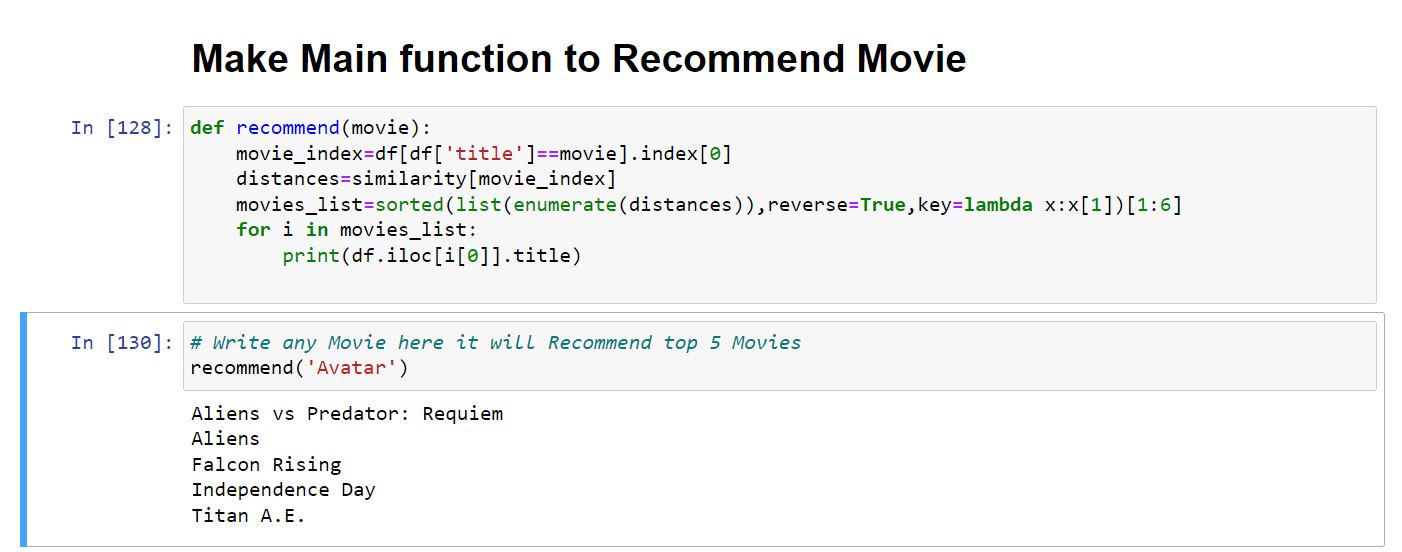 Make Main function to Recommend Movie
In [128]: def recommend(movie):
    movie_index=df[df['title']==movie].index[0]
    distances=similarity[movie_index]
    movies_list=sorted(list(enumerate(distances)),reverse=True,key=lambda x:x[1])[1:6]
    for i in movies_list:
        print(df.iloc[i[0]].title)
In [130]: # Write any Movie here it will Recommend top 5 Movies
recommend('Avatar')
Aliens vs Predator: Requiem
Aliens
Falcon Rising
Independence Day
Titan A.E.